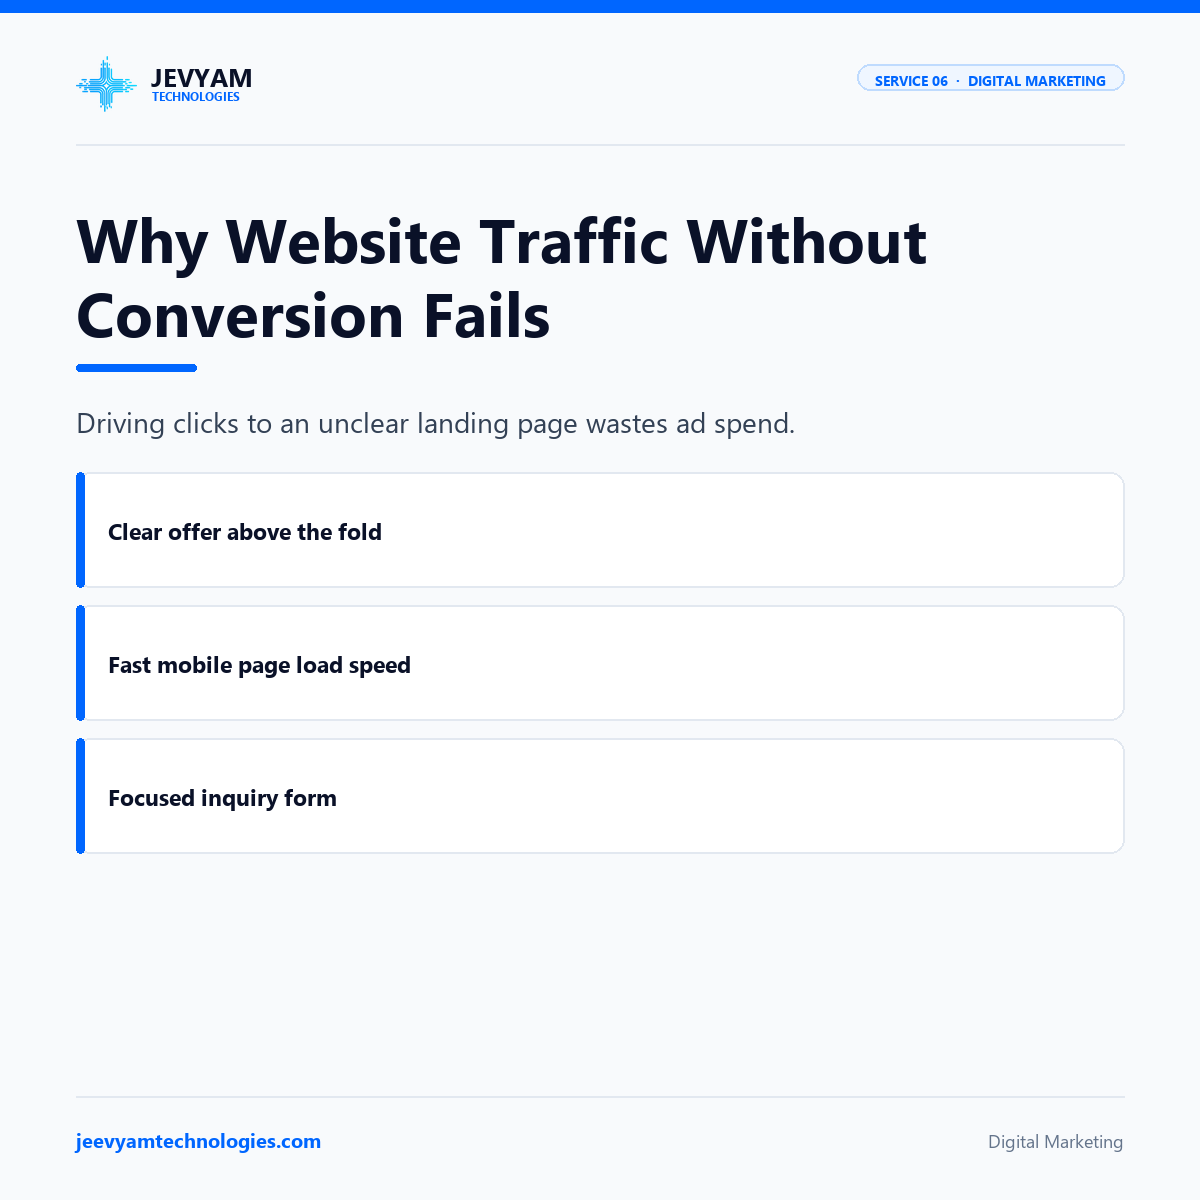 JEVYAM
TECHNOLOGIES
SERVICE 06 · DIGITAL MARKETING
Why Website Traffic Without
Conversion Fails
Driving clicks to an unclear landing page wastes ad spend.
Clear offer above the fold
Fast mobile page load speed
Focused inquiry form
jeevyamtechnologies.com
Digital Marketing